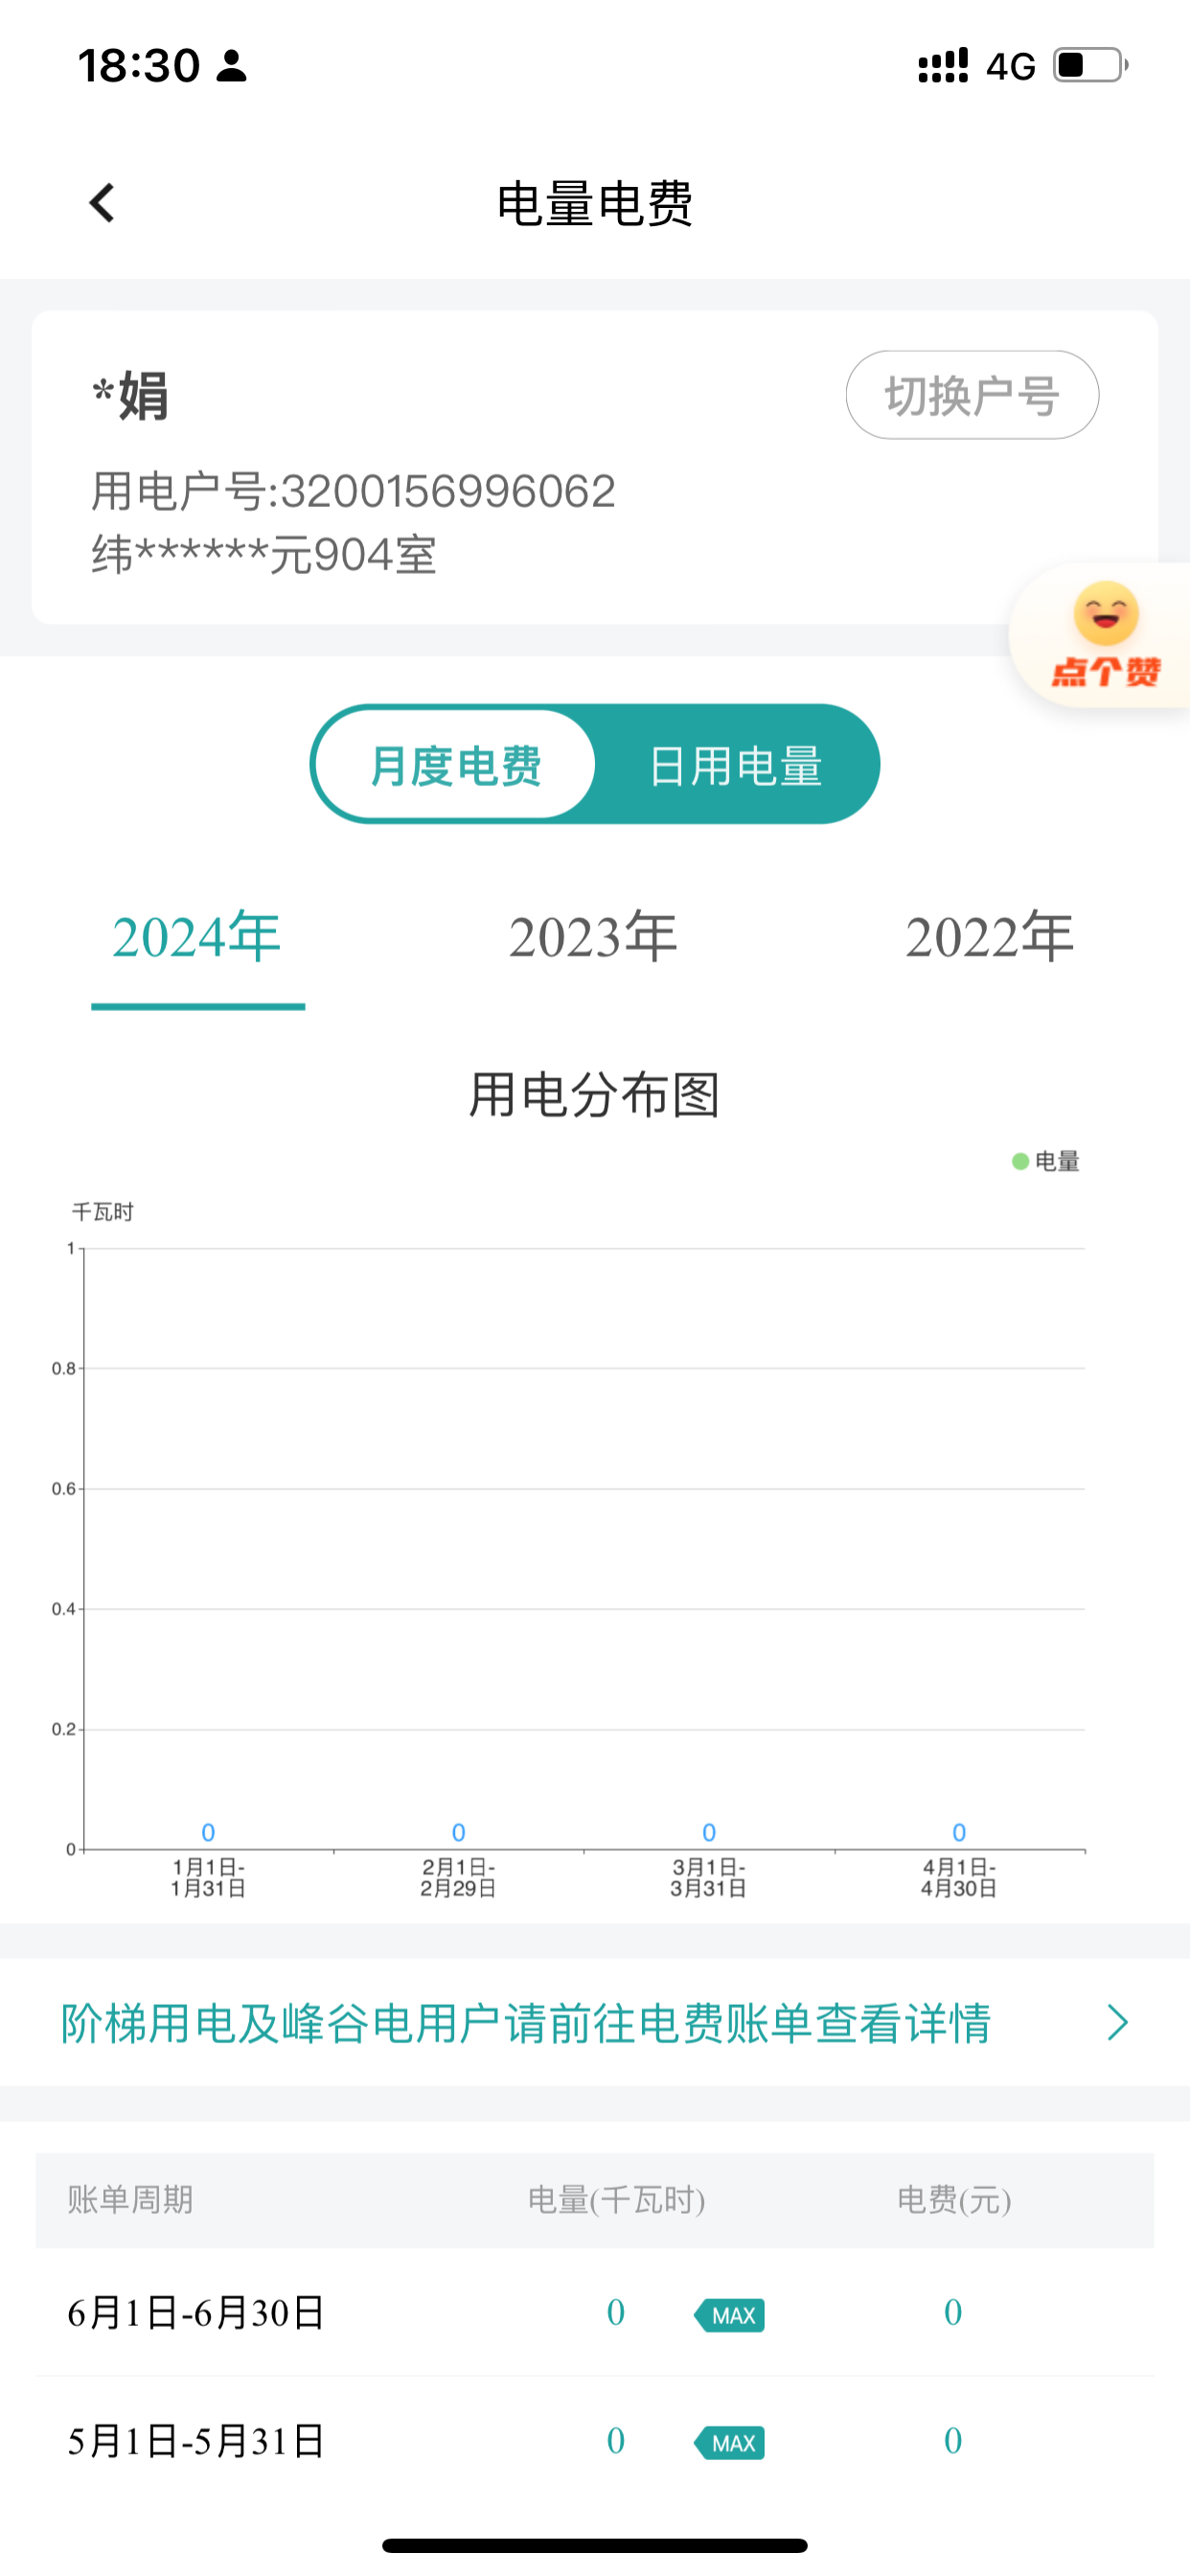 18:30
4G
电量电费
*娟
切换户号
用电户号:3200156996062
纬******元904室
点个赞
月度电费
日用电量
2024年
2023年
2022年
用电分布图
电量
千瓦时
1
0.8
0.6
0.4
0.2
0
0
0
0
0
1月1日-
1月31日
2月1日-
2月29日
3月1日-
3月31日
4月1日-
4月30日
阶梯用电及峰谷电用户请前往电费账单查看详情
账单周期 电量(千瓦时) 电费(元)
6月1日-6月30日 0 MAX 0
5月1日-5月31日 0 MAX 0